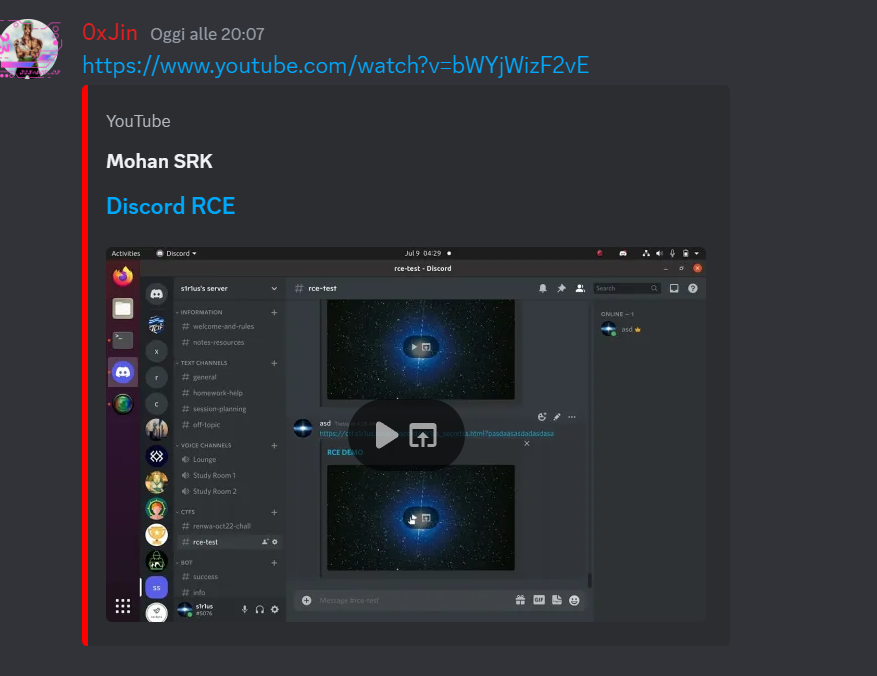 0xJin Oggi alle 20:07
https://www.youtube.com/watch?v=bWYjWizF2vE
YouTube
Mohan SRK
Discord RCE
Activities Discord Jul 9 04:29
rce-test - Discord
s1r1us's server # rce-test Search
INFORMATION
# welcome-and-rules
# notes-resources
TEXT CHANNELS
# general
# homework-help
# session-planning
# off-topic
VOICE CHANNELS
Lounge
Study Room 1
Study Room 2
CTFS
# renwa-oct22-chall
# rce-test
BOT
# success
# info
s1r1us
#5076
x
r
c
ss
asd
RCE DEMO
Message #rce-test
GIF
ONLINE — 1
asd